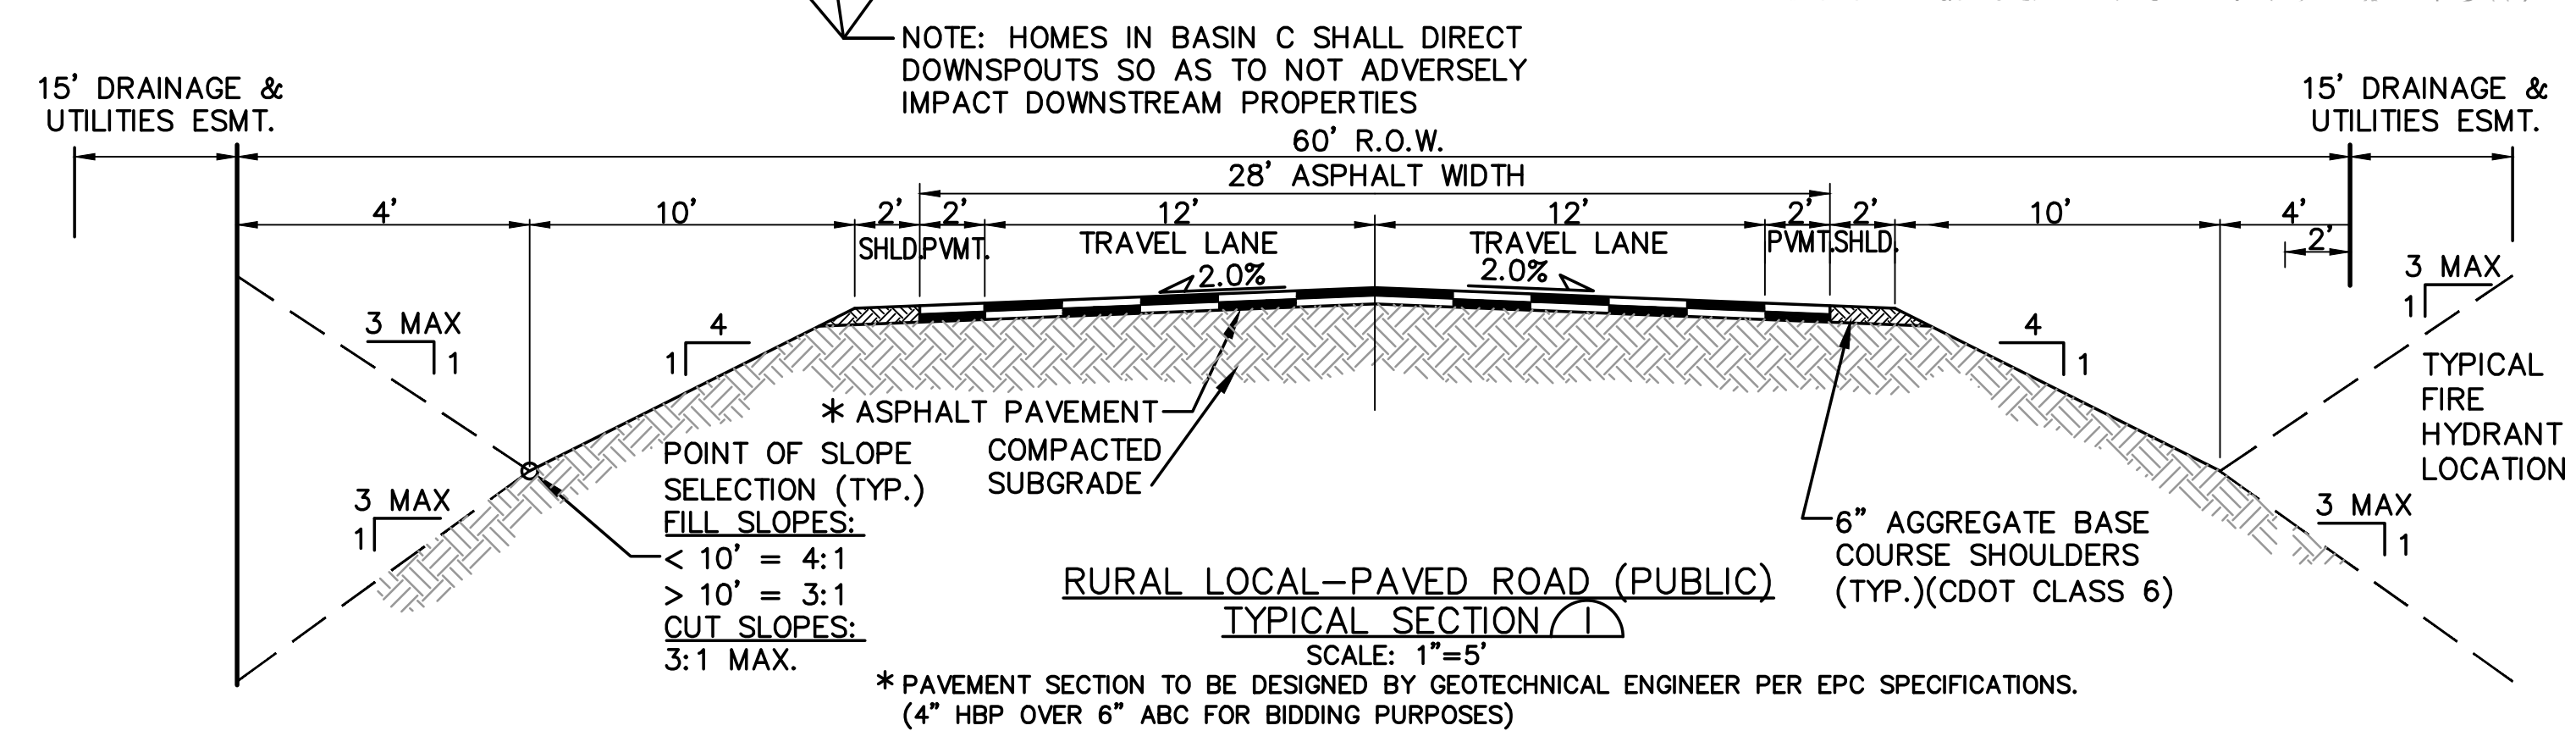 NOTE: HOMES IN BASIN C SHALL DIRECT
DOWNSPOUTS SO AS TO NOT ADVERSELY
IMPACT DOWNSTREAM PROPERTIES
15' DRAINAGE &
UTILITIES ESMT.
15' DRAINAGE &
UTILITIES ESMT.
60' R.O.W.
28' ASPHALT WIDTH
4' 10' 2' 2' 12' 12' 2' 2' 10' 4'
2'
SHLD. PVMT. TRAVEL LANE TRAVEL LANE PVMT. SHLD.
2.0% 2.0%
3 MAX
1
4
1
4
1
3 MAX
1
TYPICAL
FIRE
HYDRANT
LOCATION
* ASPHALT PAVEMENT
COMPACTED
SUBGRADE
3 MAX
1
POINT OF SLOPE
SELECTION (TYP.)
FILL SLOPES:
< 10' = 4:1
> 10' = 3:1
CUT SLOPES:
3:1 MAX.
3 MAX
1
6" AGGREGATE BASE
COURSE SHOULDERS
(TYP.)(CDOT CLASS 6)
RURAL LOCAL-PAVED ROAD (PUBLIC)
TYPICAL SECTION 1
SCALE: 1"=5'
* PAVEMENT SECTION TO BE DESIGNED BY GEOTECHNICAL ENGINEER PER EPC SPECIFICATIONS.
(4" HBP OVER 6" ABC FOR BIDDING PURPOSES)